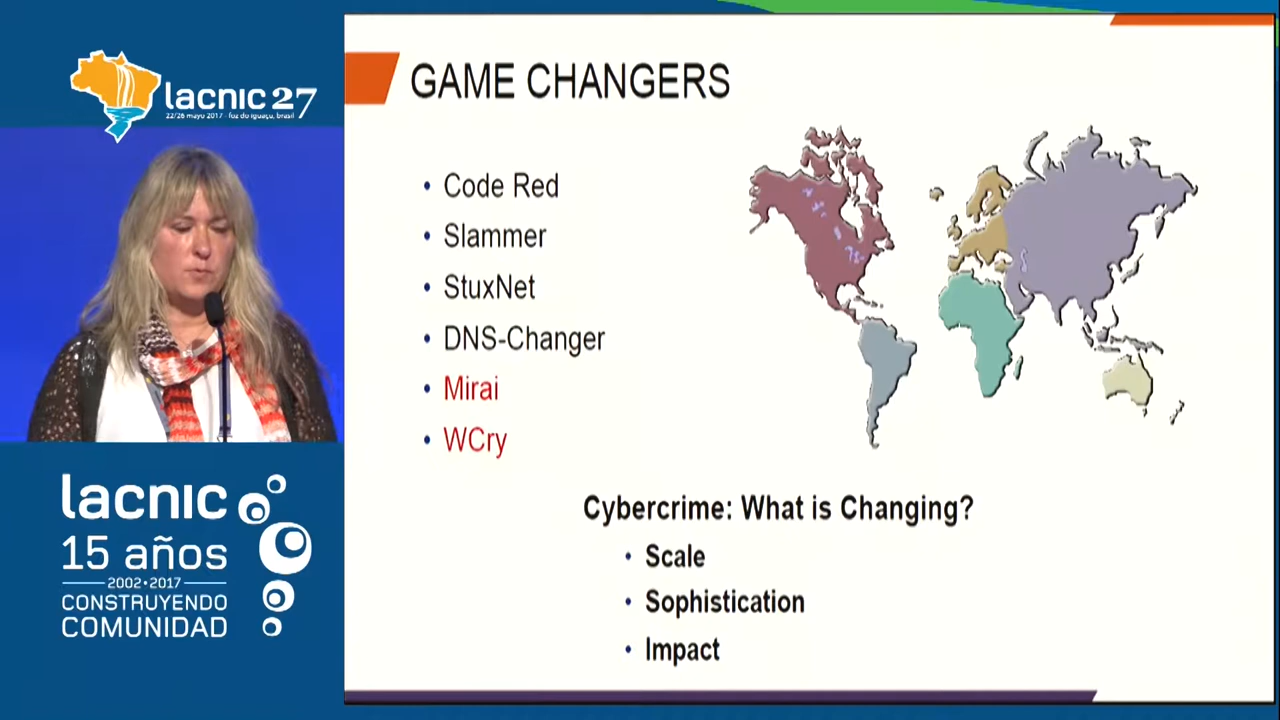 lacnic 27
22/26 mayo 2017 - foz do iguaçu, brasil
GAME CHANGERS
• Code Red
• Slammer
• StuxNet
• DNS-Changer
• Mirai
• WCry
Cybercrime: What is Changing?
• Scale
• Sophistication
• Impact
lacnic
15 años
2002•2017
CONSTRUYENDO
COMUNIDAD